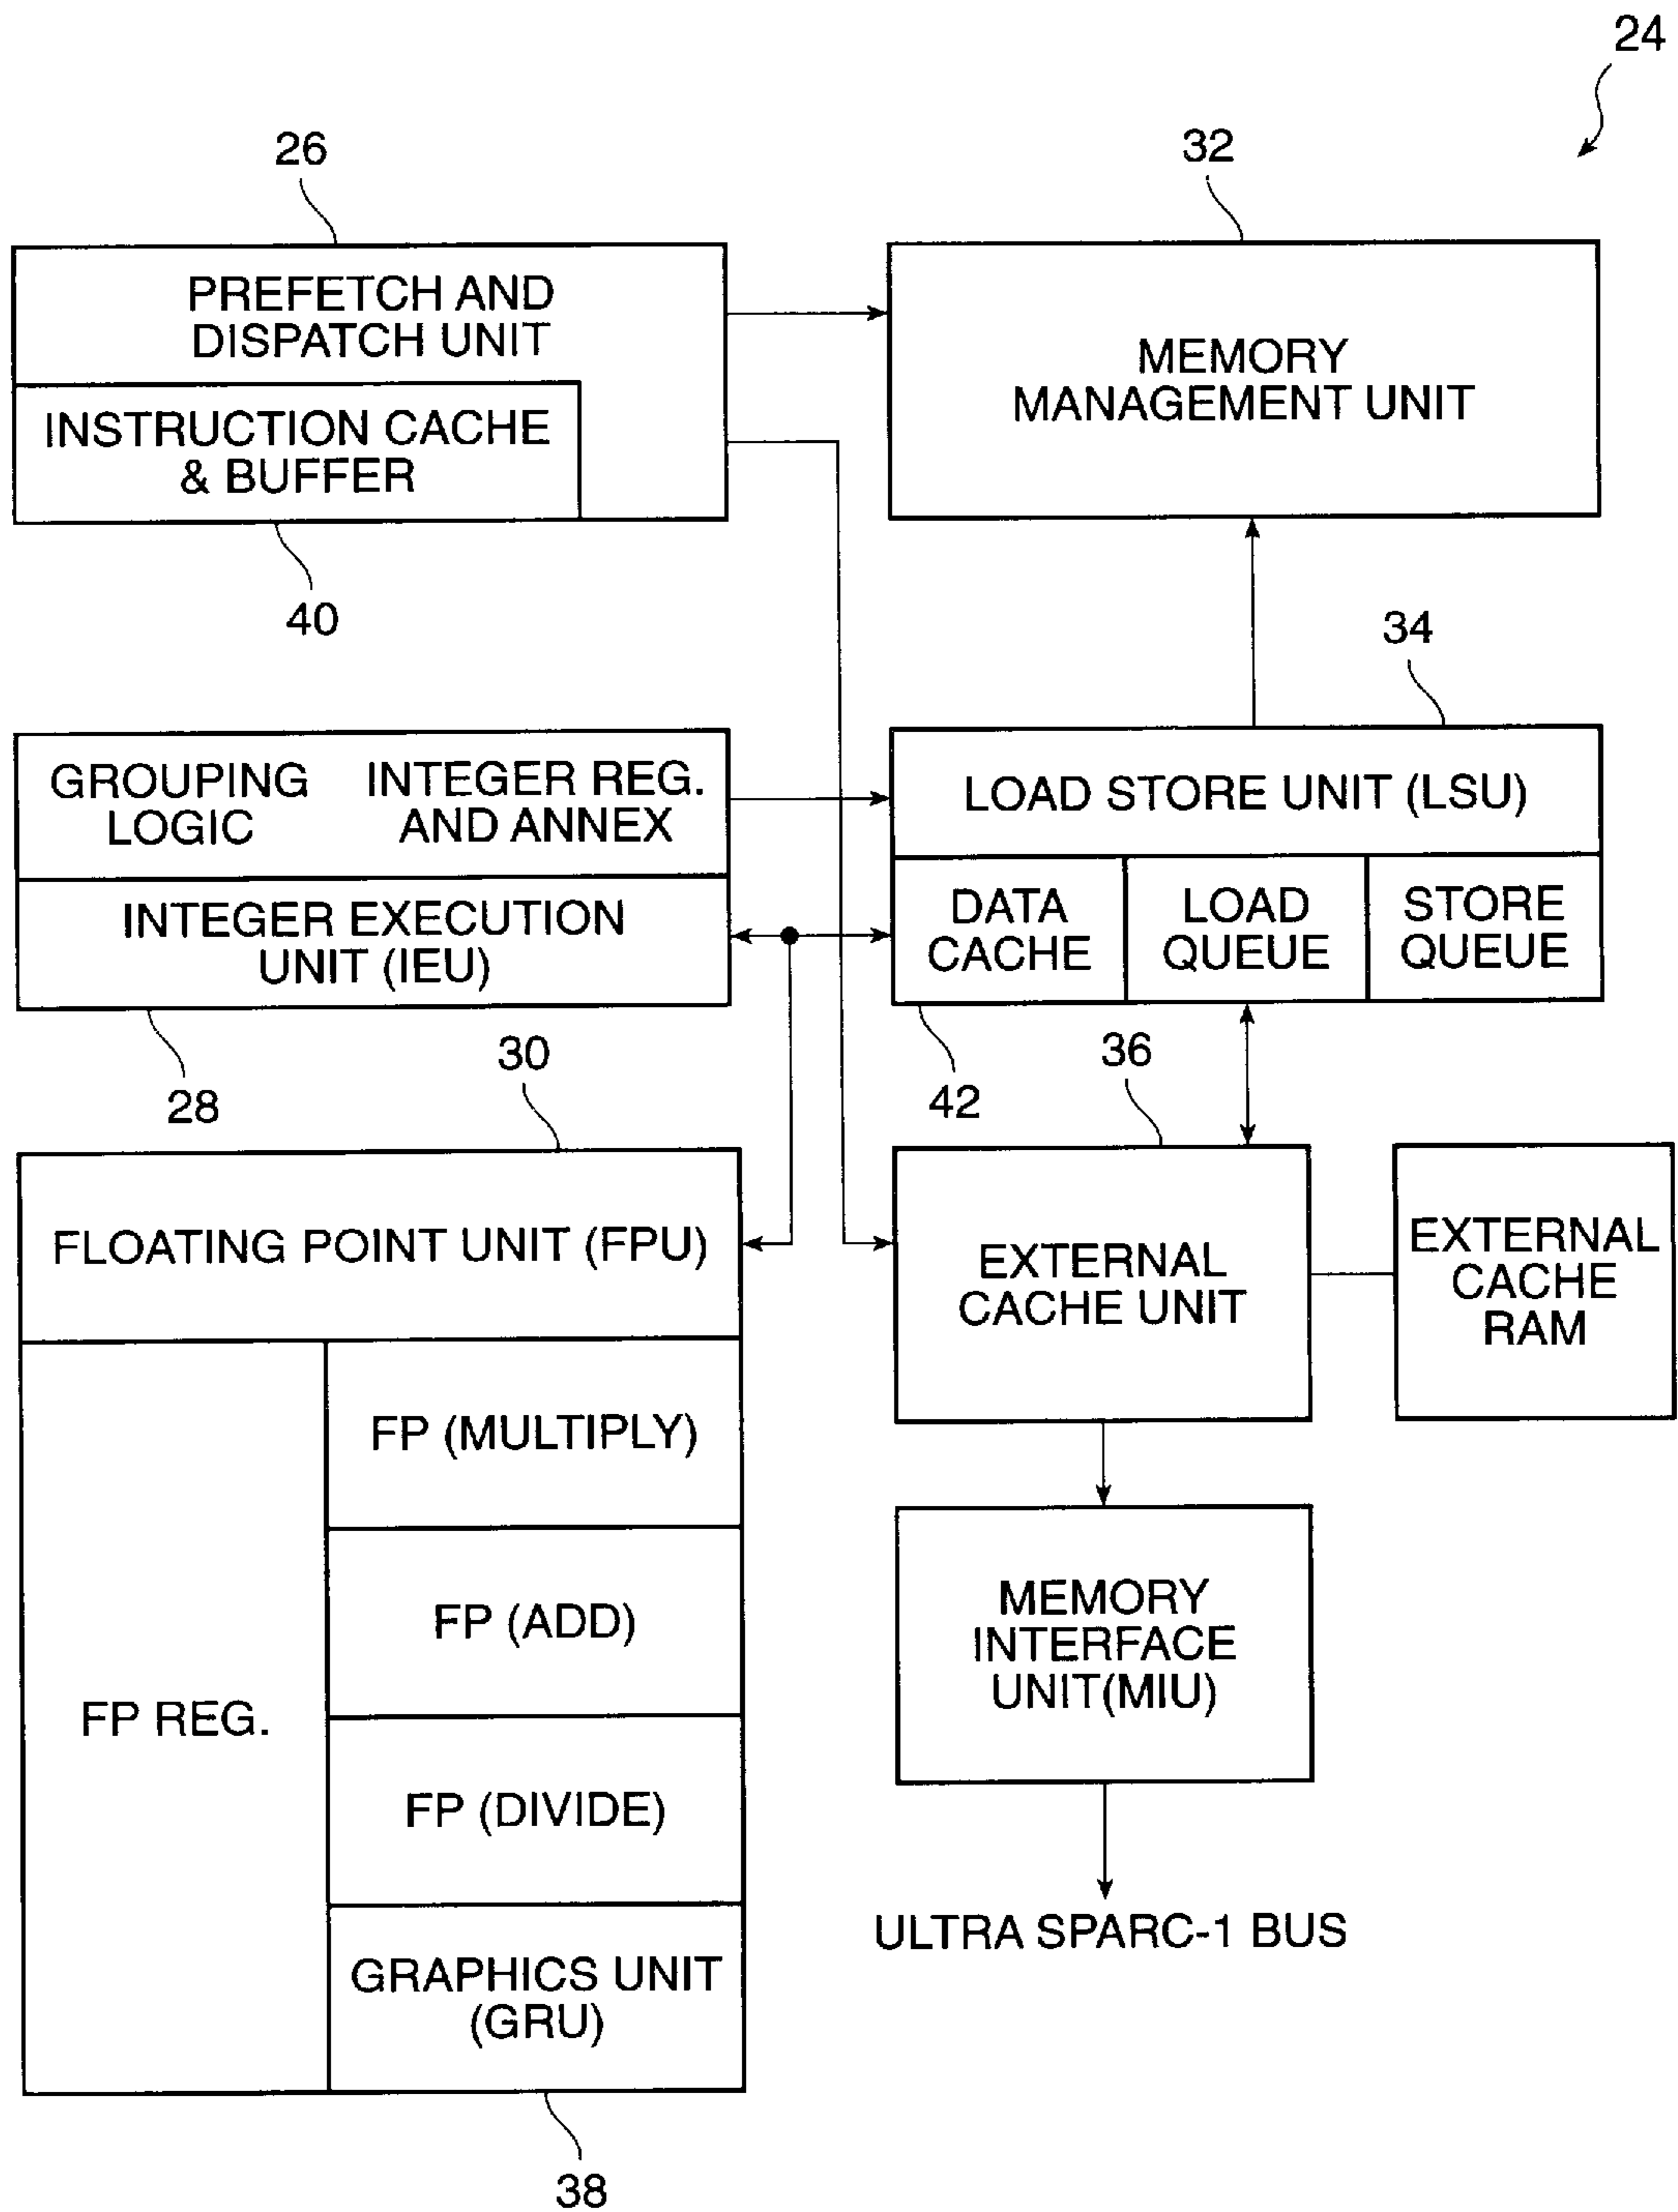 24
26
32
PREFETCH AND
DISPATCH UNIT
INSTRUCTION CACHE
& BUFFER
40
MEMORY
MANAGEMENT UNIT
34
GROUPING
LOGIC
INTEGER REG.
AND ANNEX
INTEGER EXECUTION
UNIT (IEU)
28
LOAD STORE UNIT (LSU)
DATA
CACHE
LOAD
QUEUE
STORE
QUEUE
42
30
36
FLOATING POINT UNIT (FPU)
FP REG.
FP (MULTIPLY)
FP (ADD)
FP (DIVIDE)
GRAPHICS UNIT
(GRU)
38
EXTERNAL
CACHE UNIT
EXTERNAL
CACHE
RAM
MEMORY
INTERFACE
UNIT(MIU)
ULTRA SPARC-1 BUS